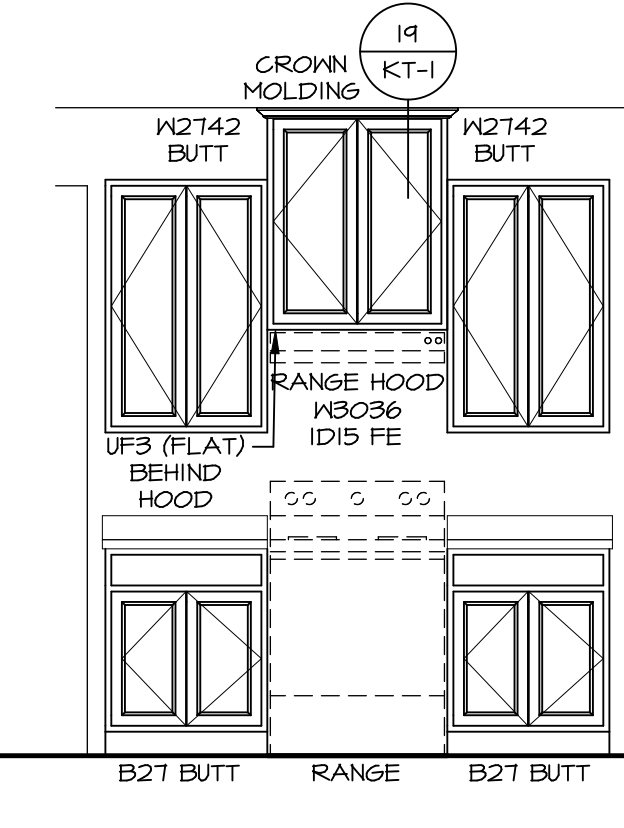 19
KT-1
CROWN
MOLDING
W2742
BUTT
W2742
BUTT
RANGE HOOD
W3036
1D15 FE
UF3 (FLAT)
BEHIND
HOOD
B27 BUTT
RANGE
B27 BUTT